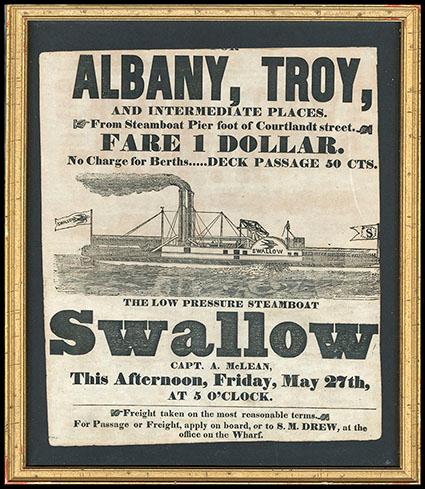 ALBANY, TROY,
AND INTERMEDIATE PLACES.
From Steamboat Pier foot of Courtlandt street.
FARE 1 DOLLAR.
No Charge for Berths.....DECK PASSAGE 50 CTS.
SWALLOW
S
SWALLOW
THE LOW PRESSURE STEAMBOAT
Swallow
CAPT. A. McLEAN,
This Afternoon, Friday, May 27th,
AT 5 O'CLOCK.
Freight taken on the most reasonable terms.
For Passage or Freight, apply on board, or to S. M. DREW, at the
office on the Wharf.